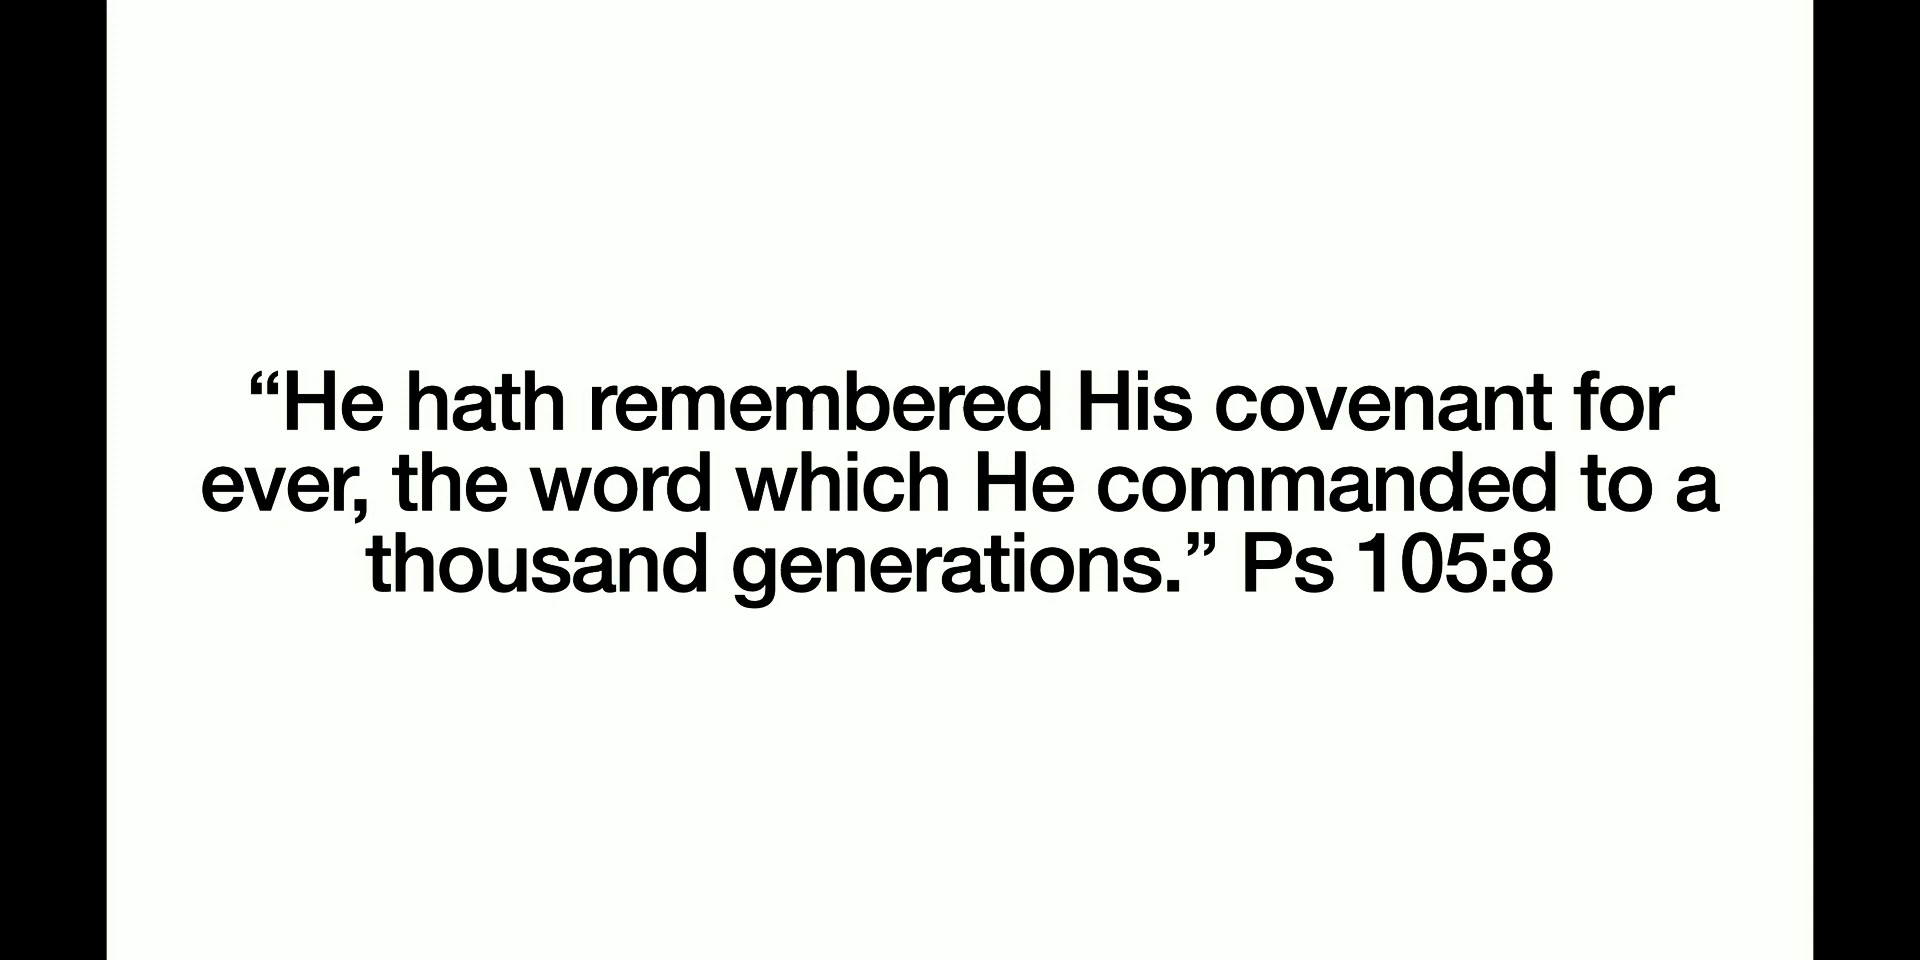 “He hath remembered His covenant for
ever, the word which He commanded to a
thousand generations.” Ps 105:8